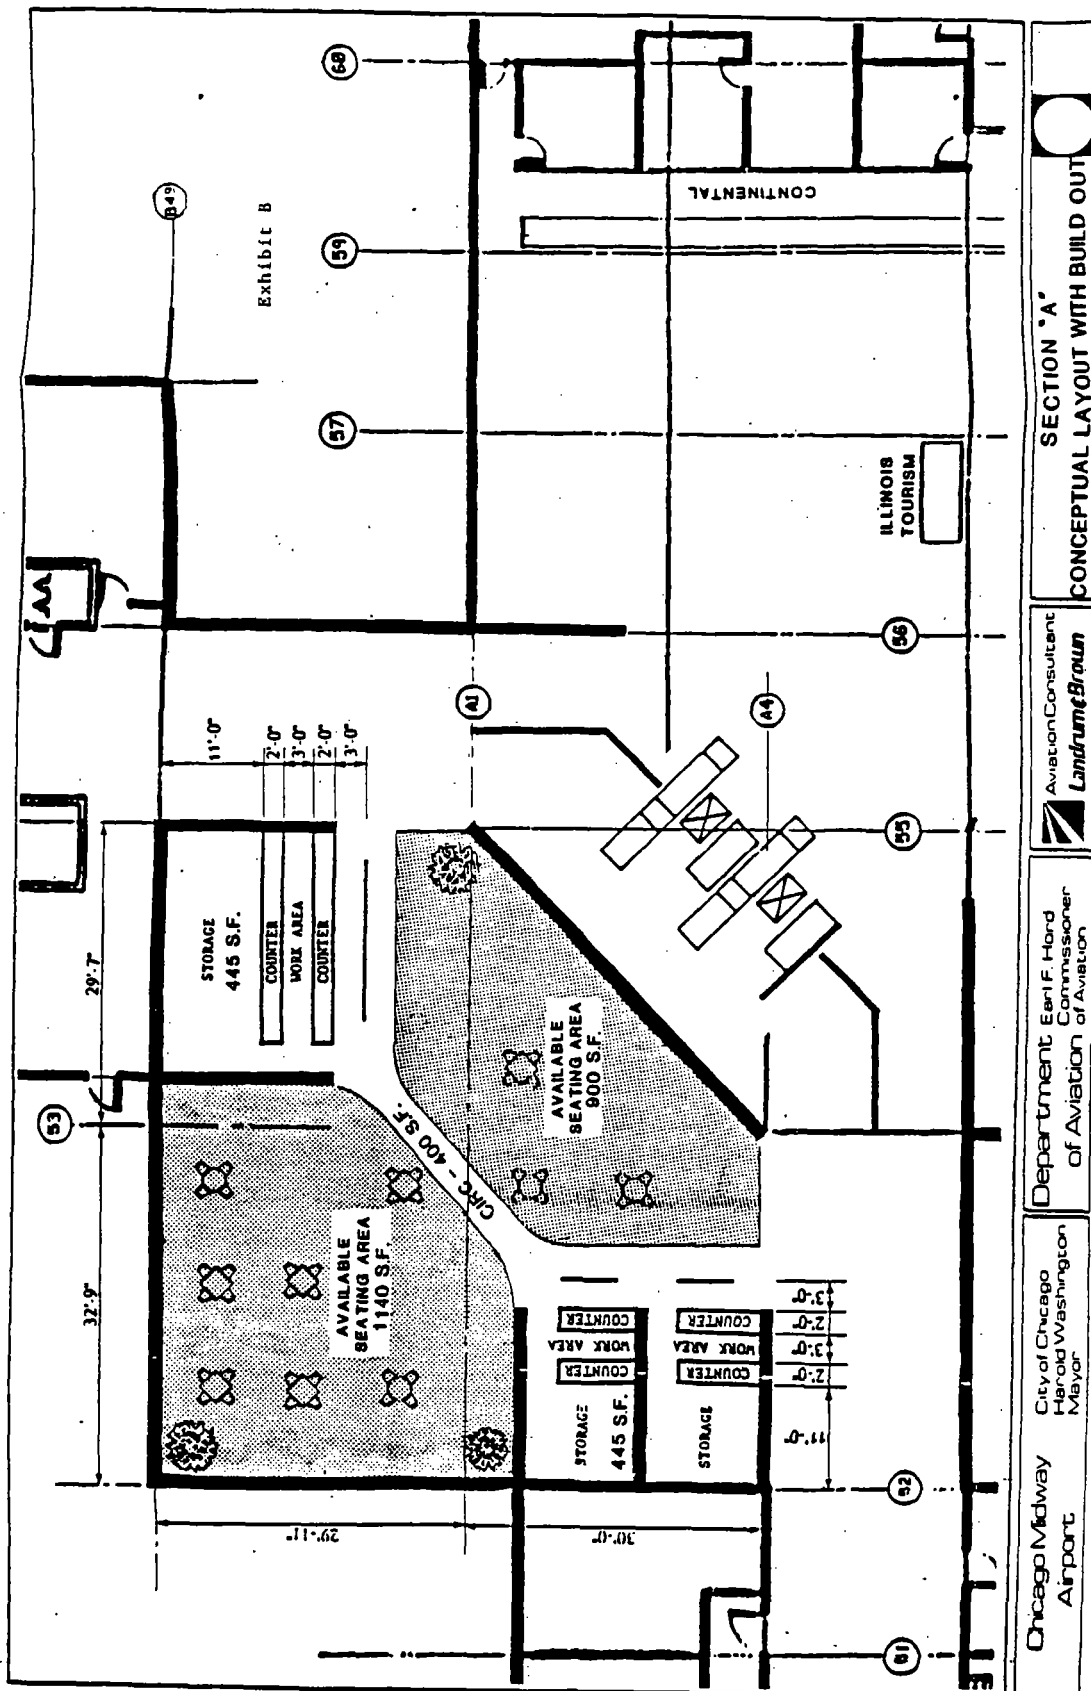 60
B49
Exhibit B
59
CONTINENTAL
57
ILLINOIS
TOURISM
56
A1
A4
55
11'-0"
2'-0"
3'-0"
2'-0"
3'-0"
29'-7"
STORAGE
445 S.F.
COUNTER
WORK AREA
COUNTER
53
32'-9"
AVAILABLE
SEATING AREA
900 S.F.
CIRC - 400 S.F.
AVAILABLE
SEATING AREA
1140 S.F.
COUNTER
WORK AREA
COUNTER
STORAGE
445 S.F.
COUNTER
WORK AREA
COUNTER
STORAGE
3'-0"
2'-0"
3'-0"
2'-0"
11'-0"
52
29'-11"
30'-0"
51
Chicago Midway
Airport
City of Chicago
Harold Washington
Mayor
Department
of Aviation
Earl F. Hord
Commissioner
of Aviation
Aviation Consultant
Landrum & Brown
SECTION "A"
CONCEPTUAL LAYOUT WITH BUILD OUT